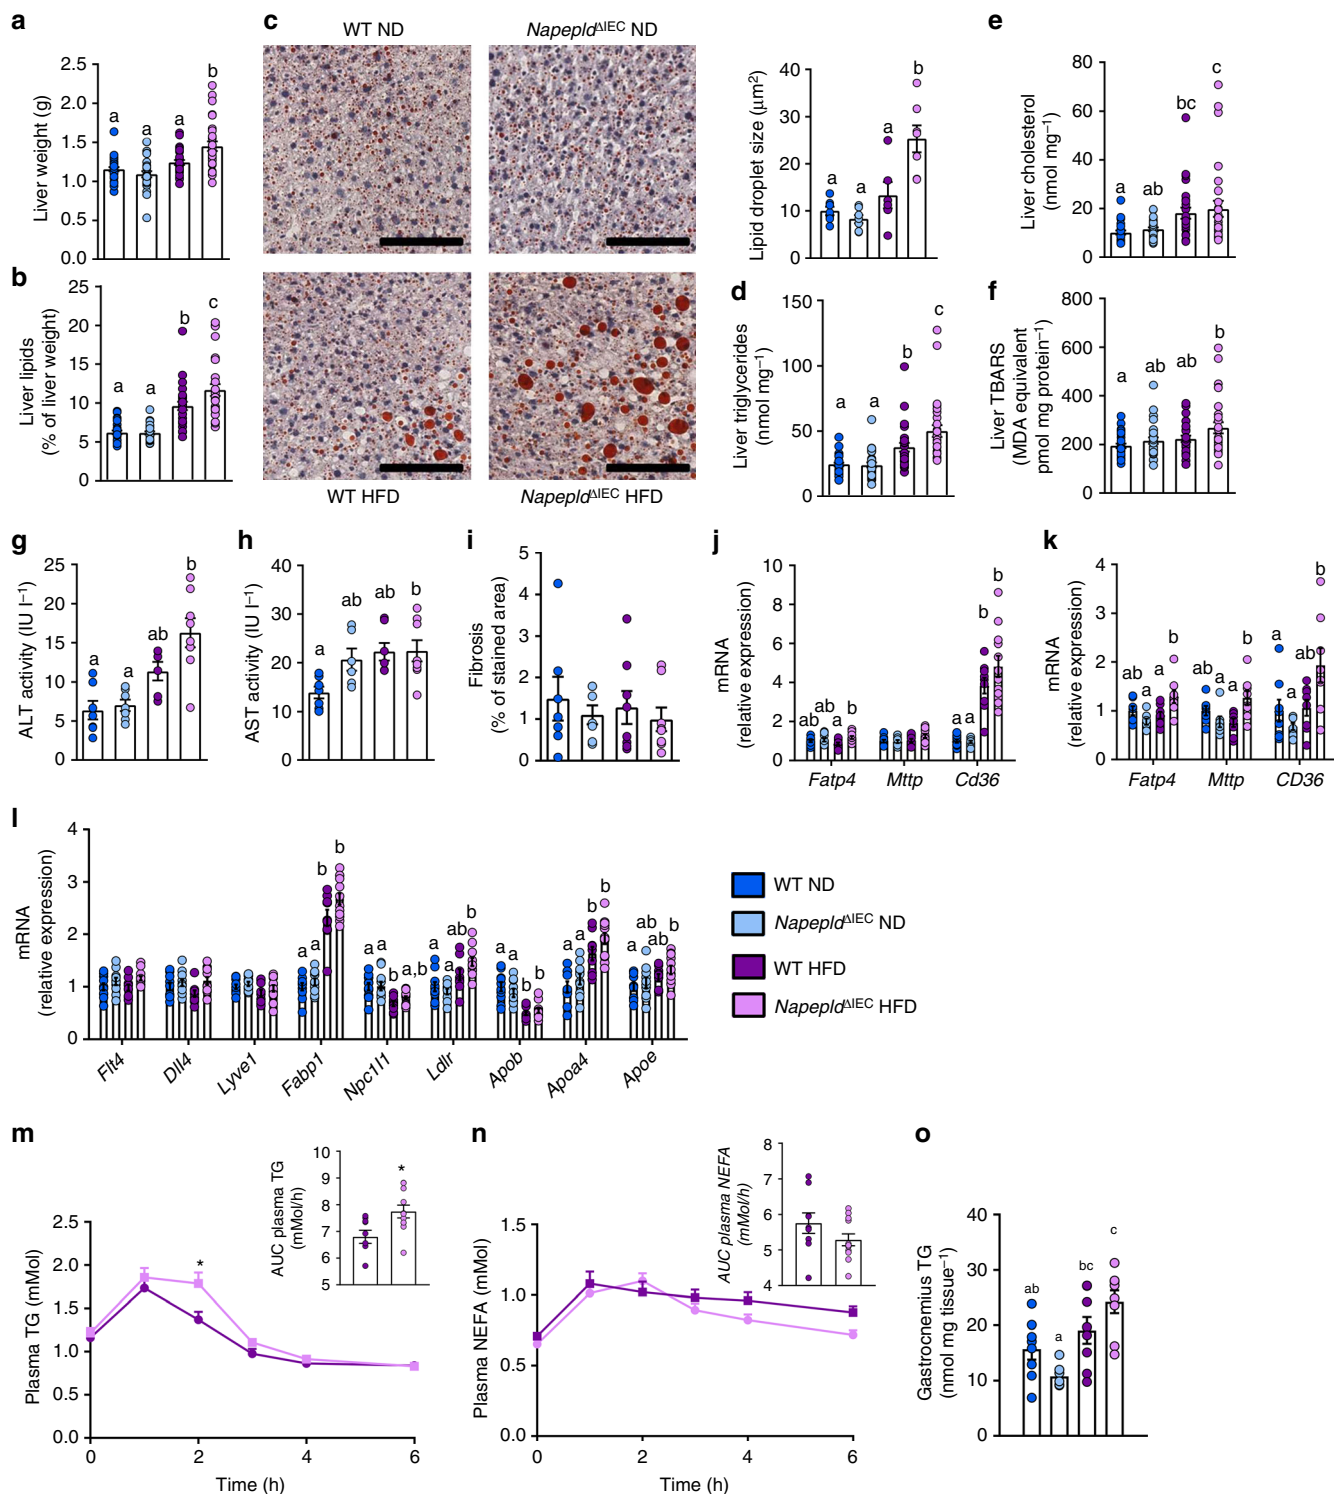 a
Liver weight (g)
2.5
2.0
1.5
1.0
0.5
0.0
a
a
a
b
b
Liver lipids
(% of liver weight)
25
20
15
10
5
0
a
a
b
c
c
WT ND
Napepld^ΔIEC ND
WT HFD
Napepld^ΔIEC HFD
Lipid droplet size (μm²)
40
30
20
10
0
a
a
a
b
d
Liver triglycerides
(nmol mg⁻¹)
150
100
50
0
a
a
b
c
e
Liver cholesterol
(nmol mg⁻¹)
80
60
40
20
0
a
ab
bc
c
f
Liver TBARS
(MDA equivalent
pmol mg protein⁻¹)
800
600
400
200
0
a
ab
ab
b
g
ALT activity (IU l⁻¹)
25
20
15
10
5
0
a
a
ab
b
h
AST activity (IU l⁻¹)
40
30
20
10
0
a
ab
ab
b
i
Fibrosis
(% of stained area)
5
4
3
2
1
0
j
mRNA
(relative expression)
10
8
6
4
2
0
ab
ab
a
b
a
a
b
b
Fatp4
Mttp
Cd36
k
mRNA
(relative expression)
4
3
2
1
0
ab
a
a
b
ab
a
a
b
a
a
ab
b
Fatp4
Mttp
CD36
l
mRNA
(relative expression)
4
3
2
1
0
a
a
b
b
a
a
b
a,b
a
a
ab
b
a
a
b
b
a
a
b
b
a
ab
ab
b
Flt4
Dll4
Lyve1
Fabp1
Npc1l1
Ldlr
Apob
Apoa4
Apoe
WT ND
Napepld^ΔIEC ND
WT HFD
Napepld^ΔIEC HFD
m
Plasma TG (mMol)
2.5
2.0
1.5
1.0
0.5
0.0
0
2
4
6
Time (h)
*
AUC plasma TG
(mMol/h)
10
9
8
7
6
5
*
n
Plasma NEFA (mMol)
1.5
1.0
0.5
0.0
0
2
4
6
Time (h)
AUC plasma NEFA
(mMol/h)
8
7
6
5
4
o
Gastrocnemius TG
(nmol mg tissue⁻¹)
40
30
20
10
0
ab
a
bc
c